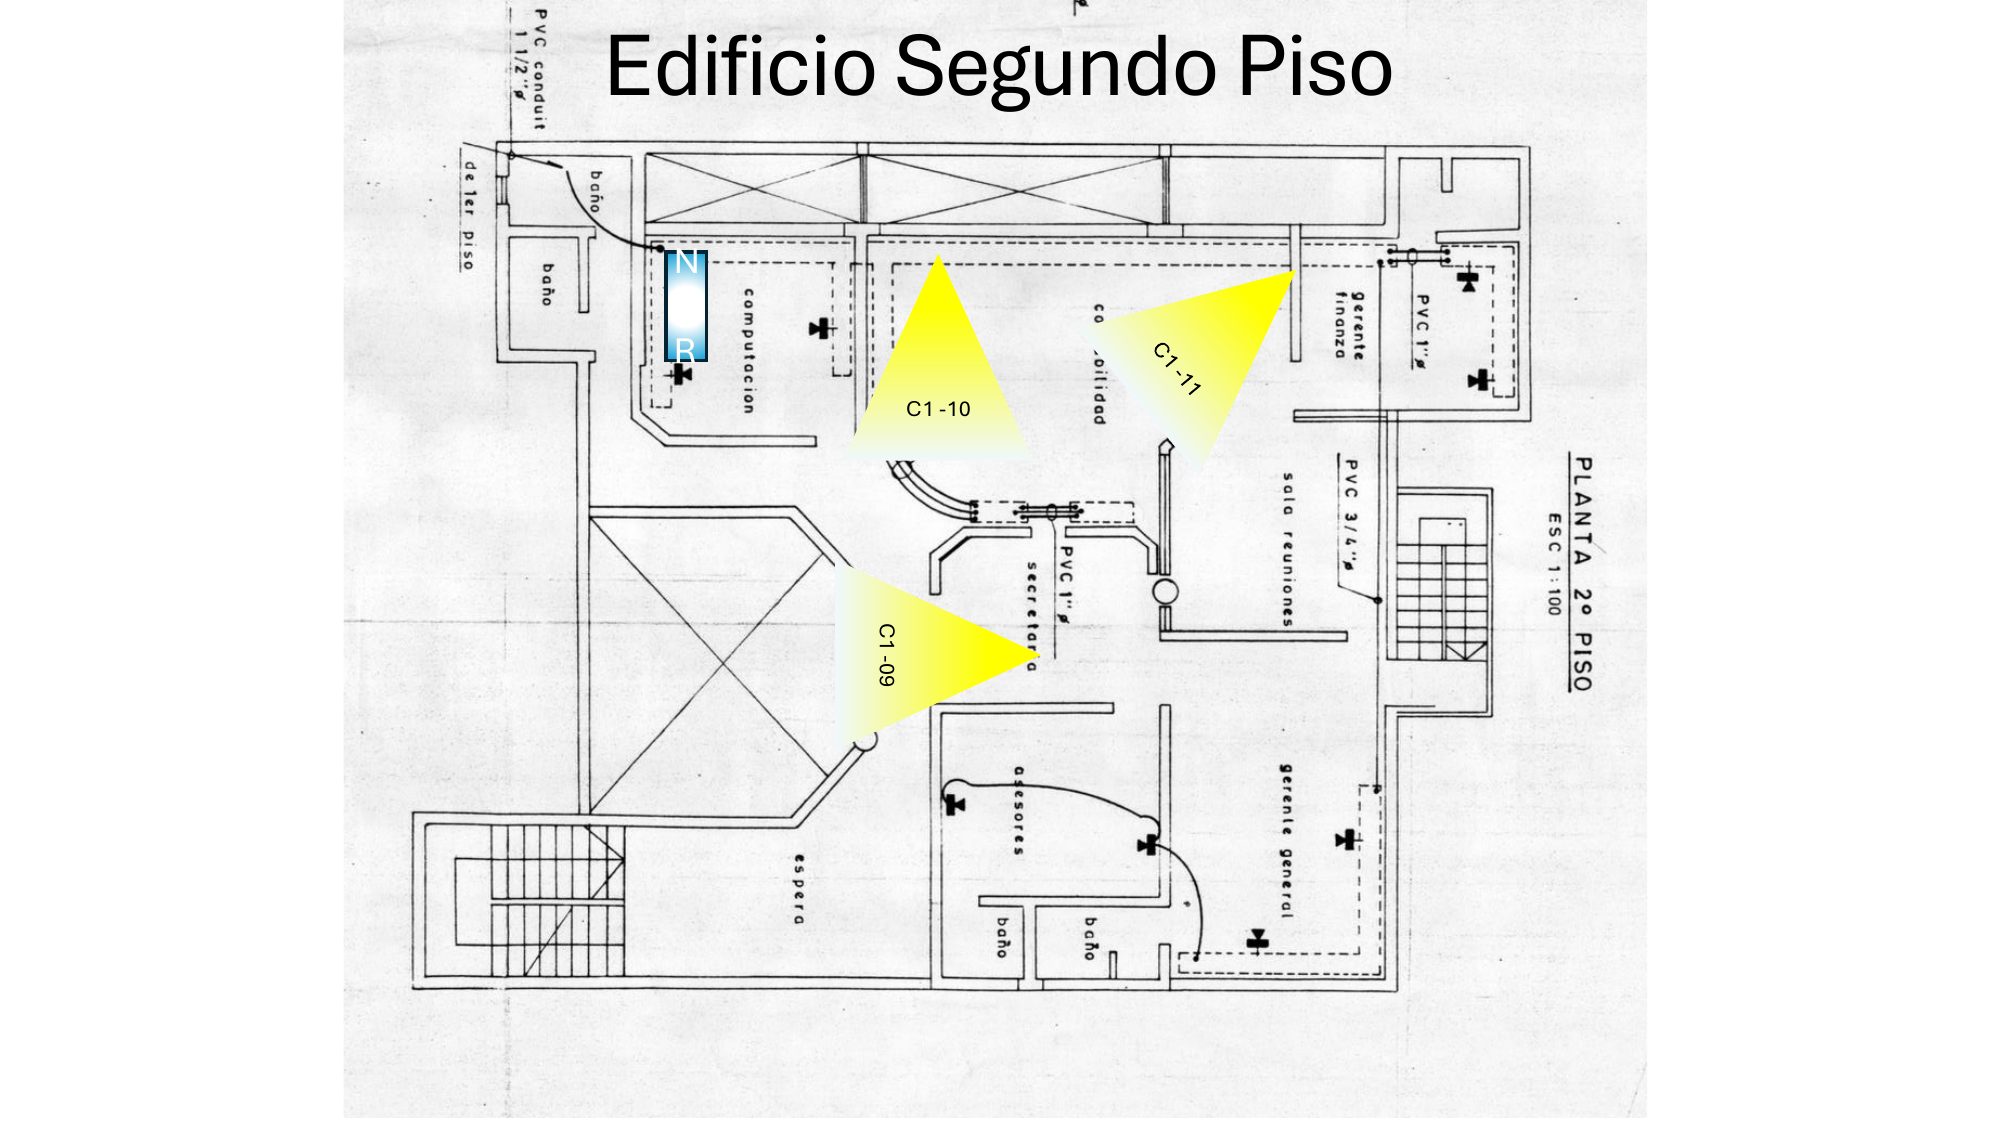 Edificio Segundo Piso
PVC conduit
1 1/2"ø
de 1er piso
baño
baño
N
R
computacion
C1 -10
C1 -11
gerente
finanza
PVC 1"ø
PLANTA 2º PISO
ESC 1:100
PVC 3/4"ø
sala reuniones
PVC 1"ø
secretaria
C1 -09
asesores
gerente general
espera
baño
baño